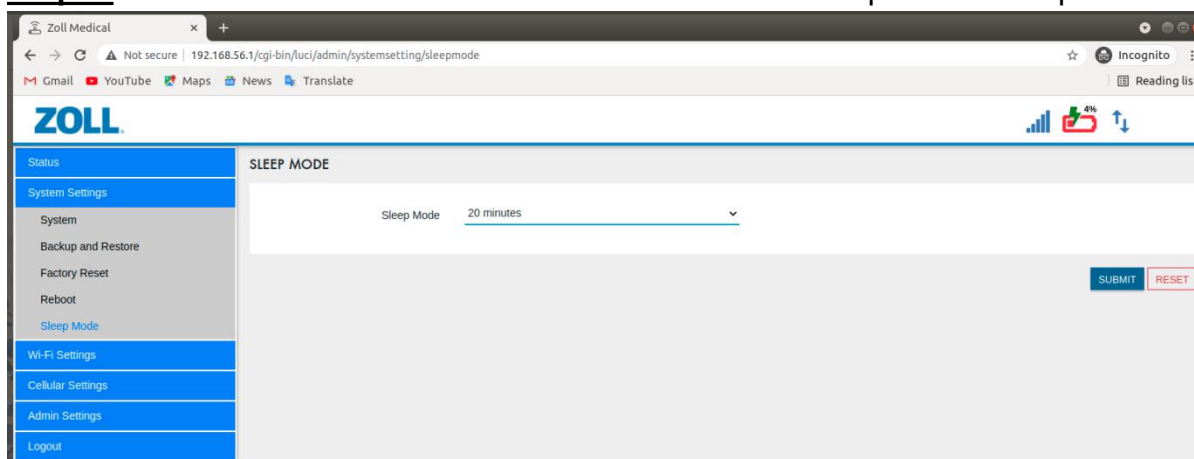 Zoll Medical
Not secure | 192.168.56.1/cgi-bin/luci/admin/systemsetting/sleepmode
Incognito
Gmail YouTube Maps News Translate
Reading lis
ZOLL.
4%
Status
SLEEP MODE
System Settings
Sleep Mode 20 minutes
System
Backup and Restore
Factory Reset
SUBMIT RESET
Reboot
Sleep Mode
Wi-Fi Settings
Cellular Settings
Admin Settings
Logout